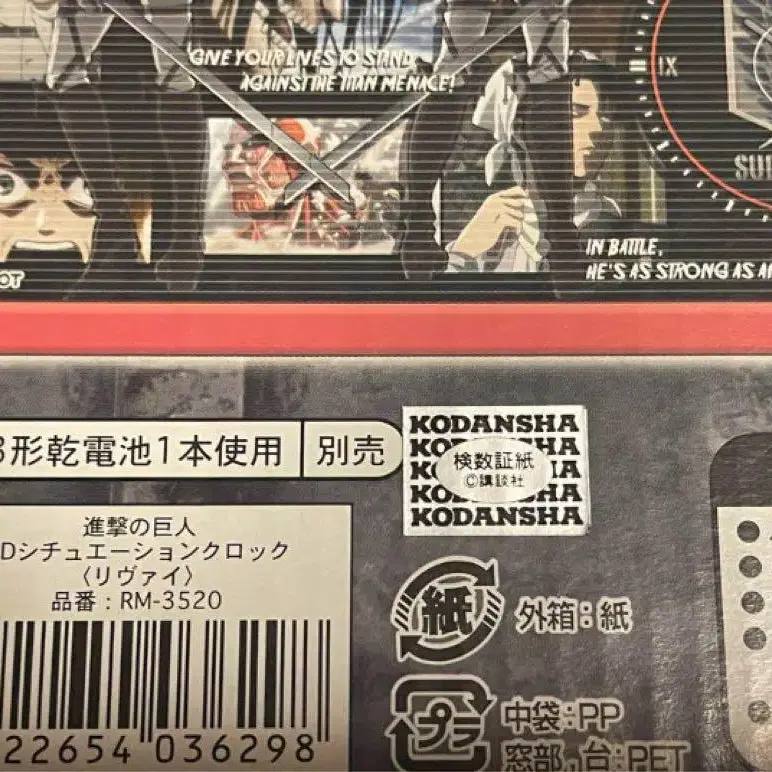 GIVE YOUR LIVES TO STAND
AGAINST THE TITAN MENACE!
IX
IN BATTLE,
HE'S AS STRONG AS
3形乾電池1本使用
別売
KODANSHA
KODANSHA
検数証紙
©講談社
KODANSHA
KODANSHA
KODANSHA
進撃の巨人
Dシチュエーションクロック
〈リヴァイ〉
品番:RM-3520
22654 036298
紙
外箱:紙
プラ
中袋:PP
窓部,台:PET